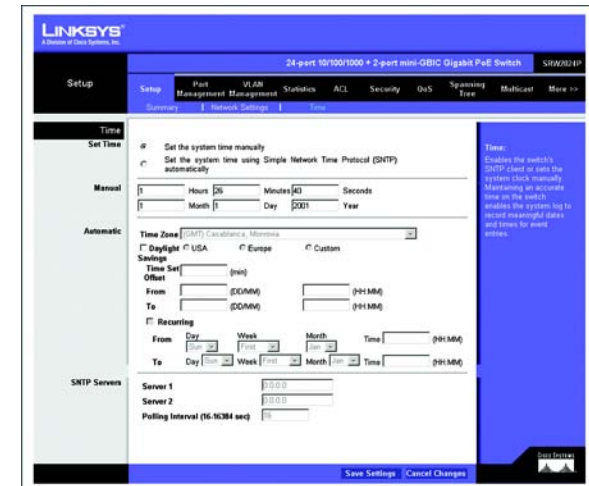 LINKSYS®
A Division of Cisco Systems, Inc.
24-port 10/100/1000 + 2-port mini-GBIC Gigabit PoE Switch SRW2024P
Setup
Setup Port Management VLAN Management Statistics ACL Security QoS Spanning Tree Multicast More >>
Summary | Network Settings | Time
Time
Set Time
Set the system time manually
Set the system time using Simple Network Time Protocol (SNTP)
automatically
Manual
1 Hours 26 Minutes 40 Seconds
1 Month 1 Day 2001 Year
Automatic
Time Zone (GMT) Casablanca, Monrovia
Daylight Savings USA Europe Custom
Time Set Offset (min)
From (DD/MM) (HH:MM)
To (DD/MM) (HH:MM)
Recurring
From Day Sun Week First Month Jan Time (HH:MM)
To Day Sun Week First Month Jan Time (HH:MM)
SNTP Servers
Server 1 0.0.0.0
Server 2 0.0.0.0
Polling Interval (16-16384 sec) 16
Time:
Enables the switch's
SNTP client or sets the
system clock manually.
Maintaining an accurate
time on the switch
enables the system log to
record meaningful dates
and times for event
entries.
Save Settings Cancel Changes
Cisco Systems